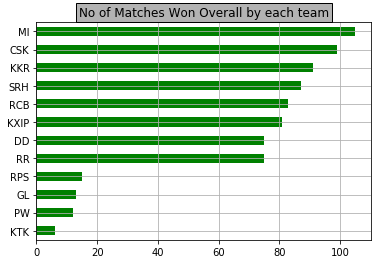 No of Matches Won Overall by each team
MI
CSK
KKR
SRH
RCB
KXIP
DD
RR
RPS
GL
PW
KTK
0 20 40 60 80 100